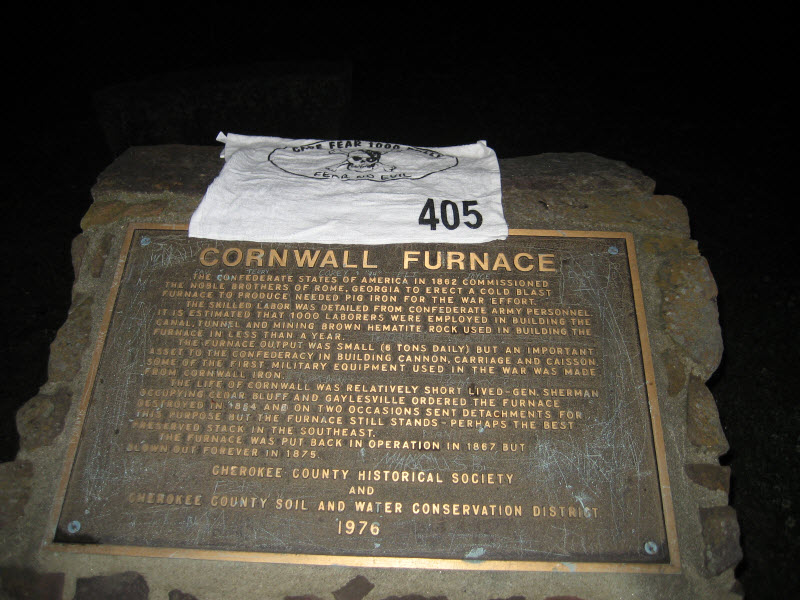 CAPE FEAR 1000 RALLY
FEAR NO EVIL
405
CORNWALL FURNACE
THE CONFEDERATE STATES OF AMERICA IN 1862 COMMISSIONED
THE NOBLE BROTHERS OF ROME, GEORGIA TO ERECT A COLD BLAST
FURNACE TO PRODUCE NEEDED PIG IRON FOR THE WAR EFFORT.
THE SKILLED LABOR WAS DETAILED FROM CONFEDERATE ARMY PERSONNEL
IT IS ESTIMATED THAT 1000 LABORERS WERE EMPLOYED IN BUILDING THE
CANAL, TUNNEL AND MINING BROWN HEMATITE ROCK USED IN BUILDING THE
FURNACE IN LESS THAN A YEAR.
THE FURNACE OUTPUT WAS SMALL (6 TONS DAILY) BUT AN IMPORTANT
ASSET TO THE CONFEDERACY IN BUILDING CANNON, CARRIAGE AND CAISSON.
SOME OF THE FIRST MILITARY EQUIPMENT USED IN THE WAR WAS MADE
FROM CORNWALL IRON.
THE LIFE OF CORNWALL WAS RELATIVELY SHORT LIVED-GEN. SHERMAN
OCCUPYING CEDAR BLUFF AND GAYLESVILLE ORDERED THE FURNACE
DESTROYED IN 1864 AND ON TWO OCCASIONS SENT DETACHMENTS FOR
THIS PURPOSE BUT THE FURNACE STILL STANDS-PERHAPS THE BEST
PRESERVED STACK IN THE SOUTHEAST.
THE FURNACE WAS PUT BACK IN OPERATION IN 1867 BUT
BLOWN OUT FOREVER IN 1875.
CHEROKEE COUNTY HISTORICAL SOCIETY
AND
CHEROKEE COUNTY SOIL AND WATER CONSERVATION DISTRICT
1976